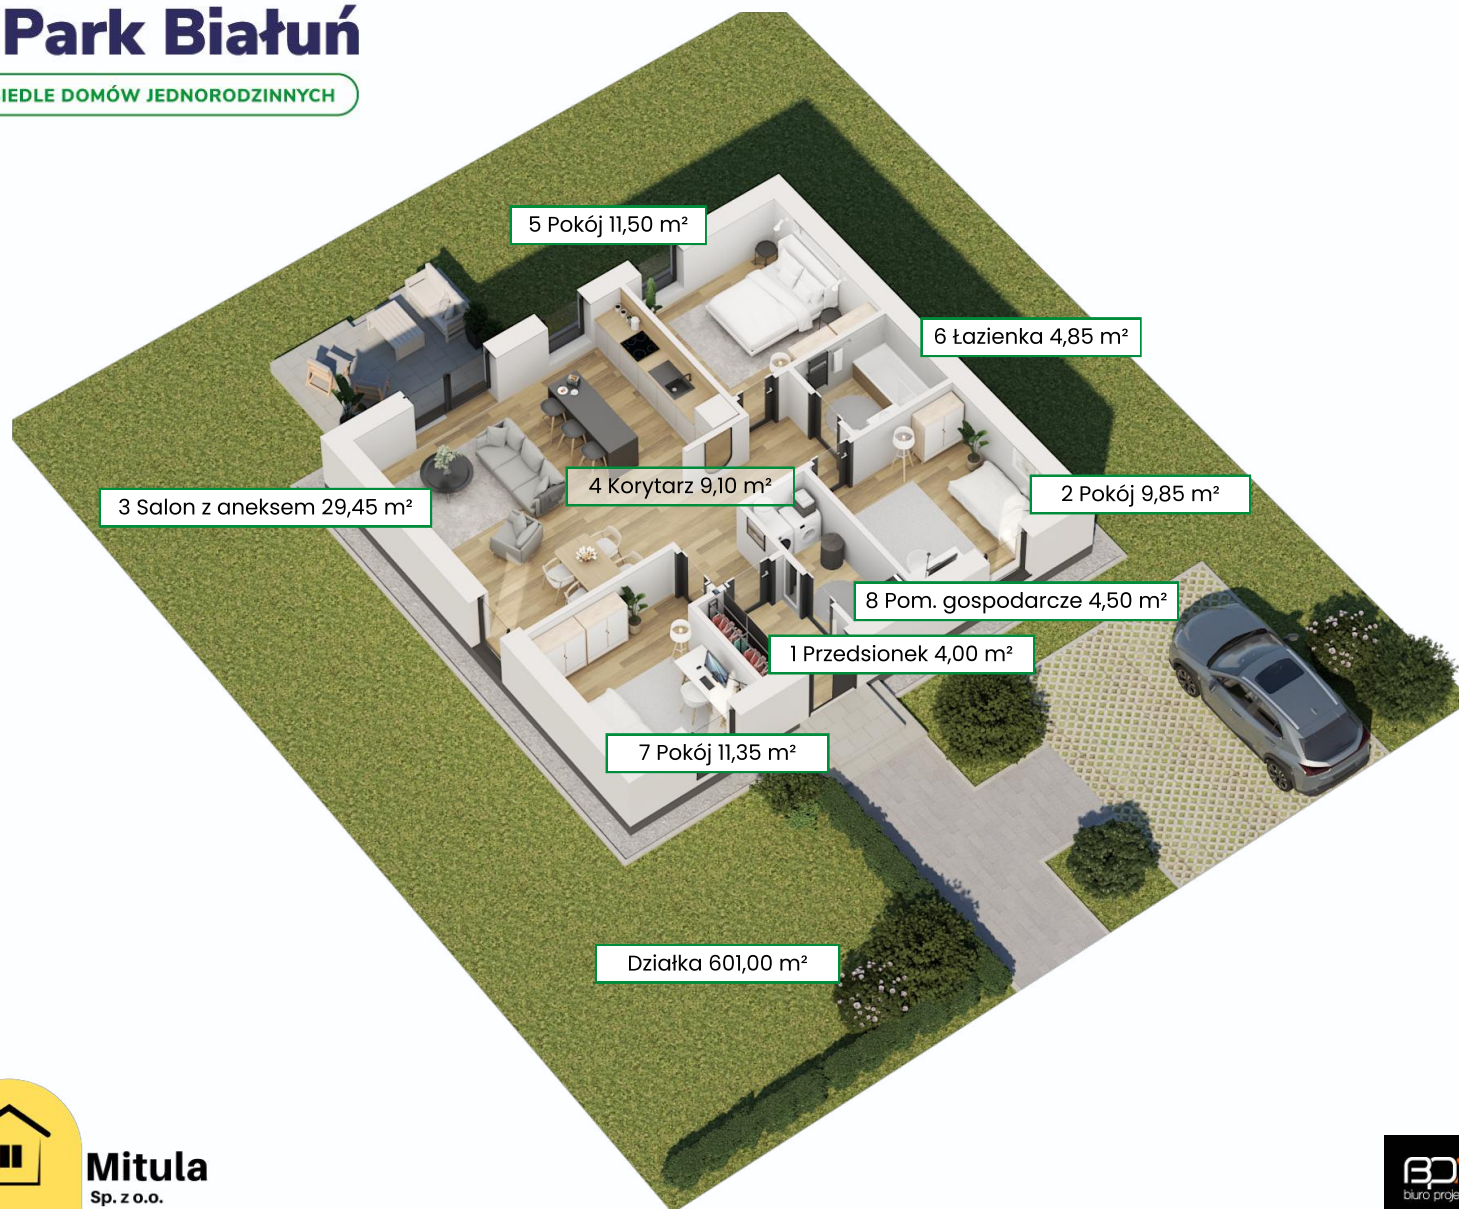 Park Białuń
IEDLE DOMÓW JEDNORODZINNYCH
5 Pokój 11,50 m²
6 Łazienka 4,85 m²
4 Korytarz 9,10 m²
2 Pokój 9,85 m²
3 Salon z aneksem 29,45 m²
8 Pom. gospodarcze 4,50 m²
1 Przedsionek 4,00 m²
7 Pokój 11,35 m²
Działka 601,00 m²
Mitula
Sp. z o.o.
BP
biuro proje